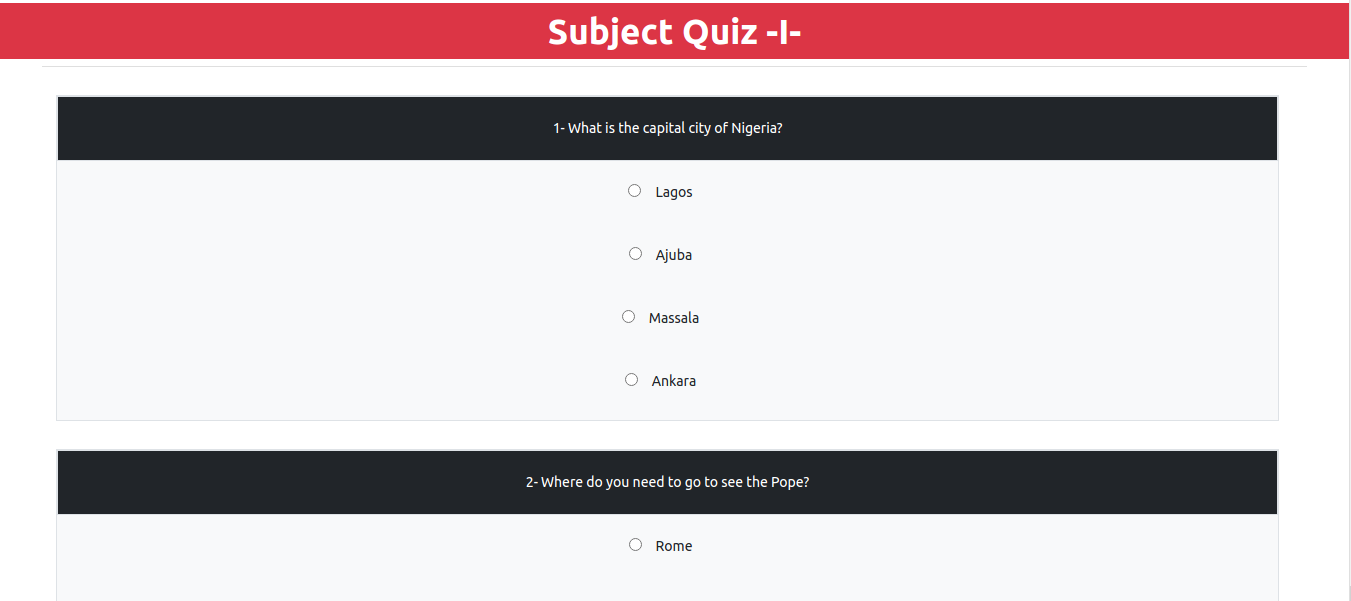 Subject Quiz -I-
1- What is the capital city of Nigeria?
Lagos
Ajuba
Massala
Ankara
2- Where do you need to go to see the Pope?
Rome